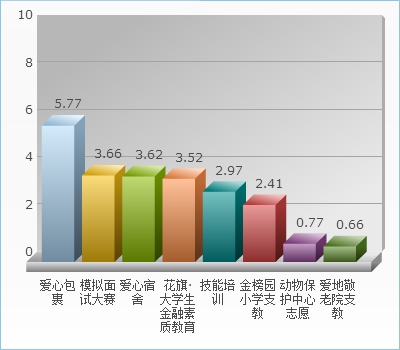 10
8
6
4
2
0
5.77
3.66
3.62
3.52
2.97
2.41
0.77
0.66
爱心包
裹
模拟面
试大赛
爱心宿
舍
花旗·
大学生
金融素
质教育
技能培
训
金榜园
小学支
教
动物保
护中心
志愿
爱地敬
老院支
教